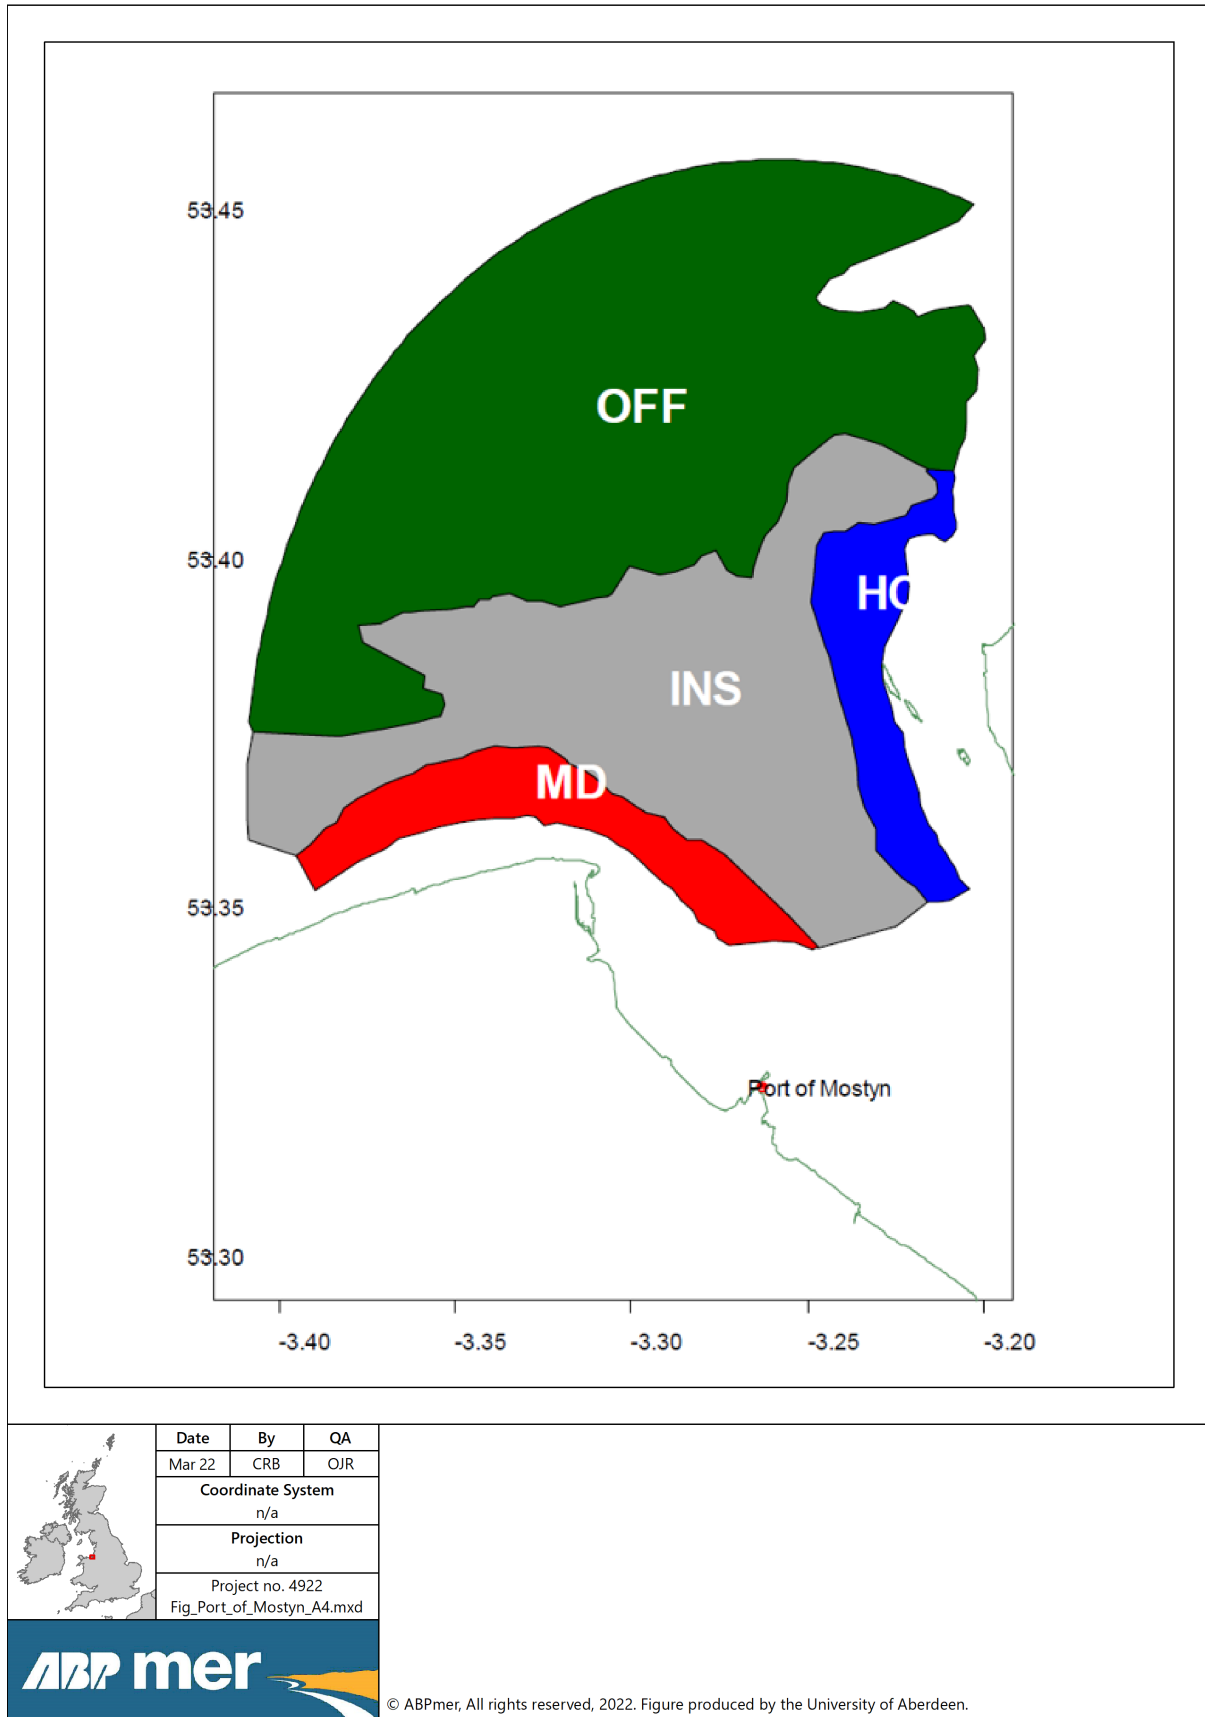 53.45
OFF
53.40
HO
INS
MD
53.35
Port of Mostyn
53.30
-3.40 -3.35 -3.30 -3.25 -3.20
Date By QA
Mar 22 CRB OJR
Coordinate System
n/a
Projection
n/a
Project no. 4922
Fig_Port_of_Mostyn_A4.mxd
ABP mer
© ABPmer, All rights reserved, 2022. Figure produced by the University of Aberdeen.